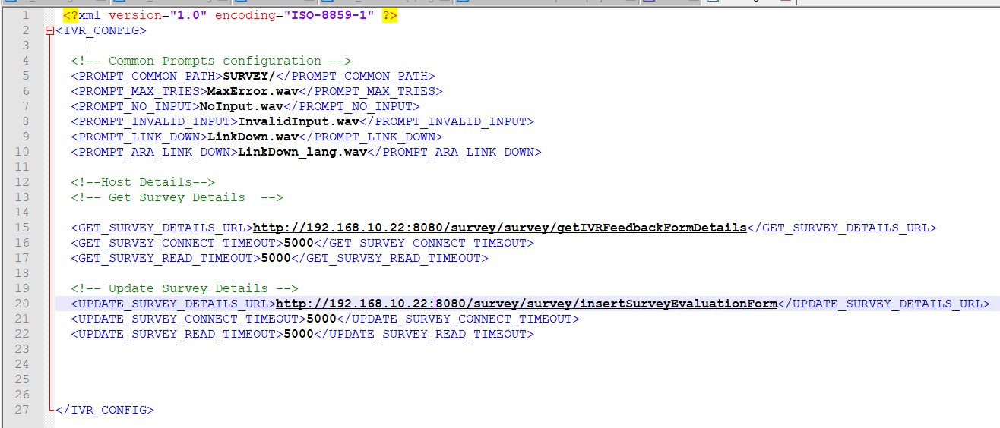 1 <?xml version="1.0" encoding="ISO-8859-1" ?>
2 <IVR_CONFIG>
3
4 <!-- Common Prompts configuration -->
5 <PROMPT_COMMON_PATH>SURVEY/</PROMPT_COMMON_PATH>
6 <PROMPT_MAX_TRIES>MaxError.wav</PROMPT_MAX_TRIES>
7 <PROMPT_NO_INPUT>NoInput.wav</PROMPT_NO_INPUT>
8 <PROMPT_INVALID_INPUT>InvalidInput.wav</PROMPT_INVALID_INPUT>
9 <PROMPT_LINK_DOWN>LinkDown.wav</PROMPT_LINK_DOWN>
10 <PROMPT_ARA_LINK_DOWN>LinkDown_lang.wav</PROMPT_ARA_LINK_DOWN>
11
12 <!--Host Details-->
13 <!-- Get Survey Details  -->
14
15 <GET_SURVEY_DETAILS_URL>http://192.168.10.22:8080/survey/survey/getIVRFeedbackFormDetails</GET_SURVEY_DETAILS_URL>
16 <GET_SURVEY_CONNECT_TIMEOUT>5000</GET_SURVEY_CONNECT_TIMEOUT>
17 <GET_SURVEY_READ_TIMEOUT>5000</GET_SURVEY_READ_TIMEOUT>
18
19 <!-- Update Survey Details -->
20 <UPDATE_SURVEY_DETAILS_URL>http://192.168.10.22:8080/survey/survey/insertSurveyEvaluationForm</UPDATE_SURVEY_DETAILS_URL>
21 <UPDATE_SURVEY_CONNECT_TIMEOUT>5000</UPDATE_SURVEY_CONNECT_TIMEOUT>
22 <UPDATE_SURVEY_READ_TIMEOUT>5000</UPDATE_SURVEY_READ_TIMEOUT>
23
24
25
26
27 </IVR_CONFIG>